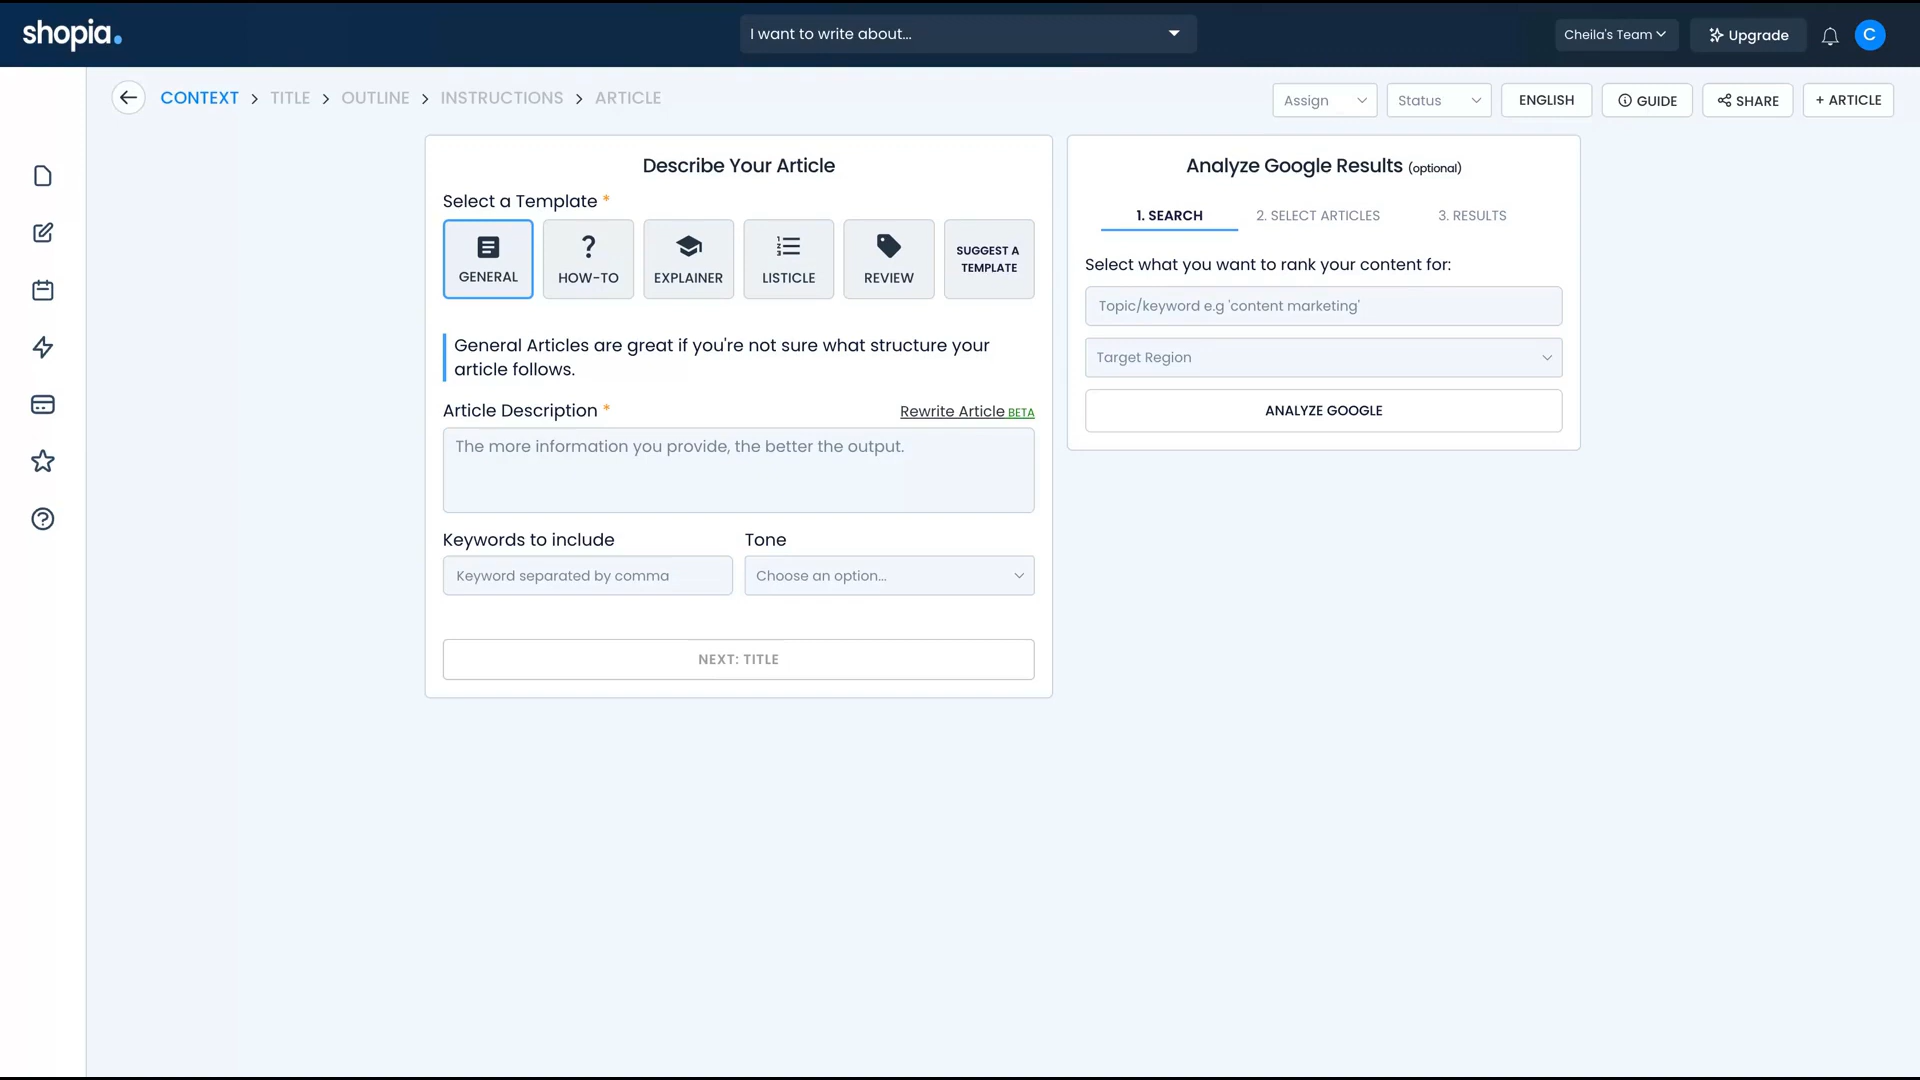 shopia.
I want to write about...
Cheila's Team
Upgrade
C
CONTEXT > TITLE > OUTLINE > INSTRUCTIONS > ARTICLE
Assign
Status
ENGLISH
GUIDE
SHARE
+ ARTICLE
Describe Your Article
Select a Template *
GENERAL
HOW-TO
EXPLAINER
LISTICLE
REVIEW
SUGGEST A
TEMPLATE
General Articles are great if you're not sure what structure your
article follows.
Article Description *
Rewrite Article BETA
The more information you provide, the better the output.
Keywords to include
Tone
Keyword separated by comma
Choose an option...
NEXT: TITLE
Analyze Google Results (optional)
1. SEARCH
2. SELECT ARTICLES
3. RESULTS
Select what you want to rank your content for:
Topic/keyword e.g 'content marketing'
Target Region
ANALYZE GOOGLE